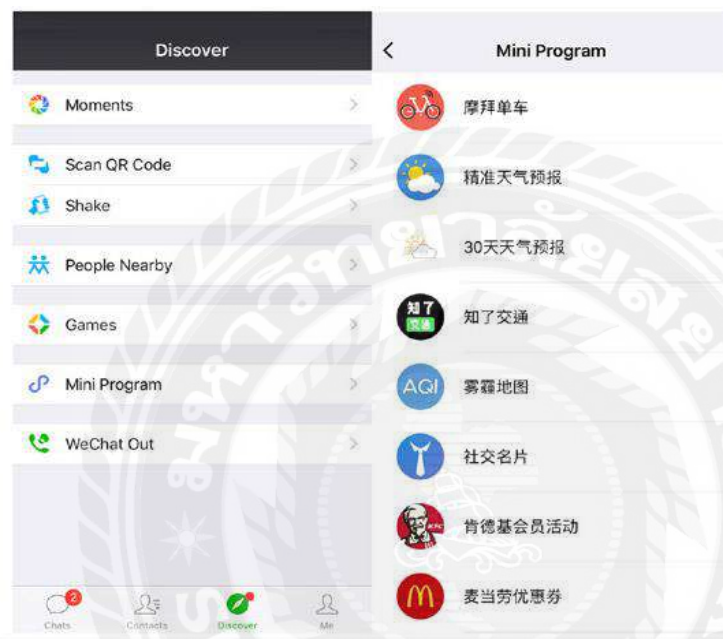 Discover
Moments
Scan QR Code
Shake
People Nearby
Games
Mini Program
WeChat Out
2
Chats
Contacts
Discover
Me
Mini Program
摩拜单车
精准天气预报
30天天气预报
知了
交通
知了交通
AQI
雾霾地图
社交名片
KFC
肯德基会员活动
麦当劳优惠券